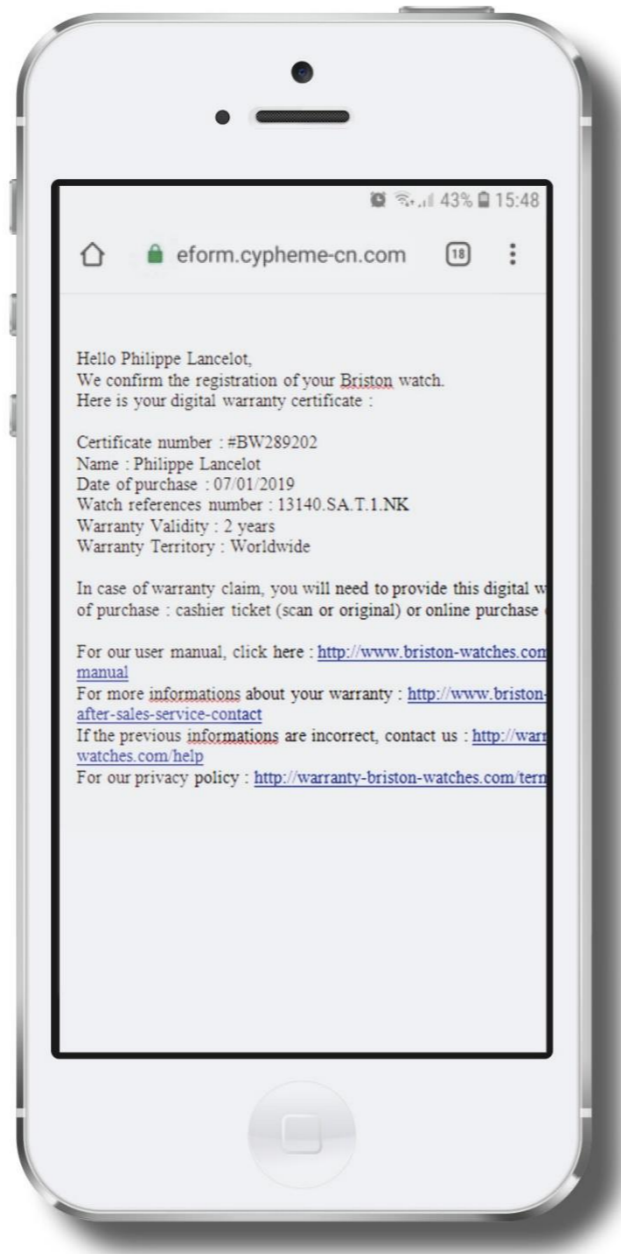 43% 15:48
eform.cypheme-cn.com 18
Hello Philippe Lancelot,
We confirm the registration of your Briston watch.
Here is your digital warranty certificate :
Certificate number : #BW289202
Name : Philippe Lancelot
Date of purchase : 07/01/2019
Watch references number : 13140.SA.T.1.NK
Warranty Validity : 2 years
Warranty Territory : Worldwide
In case of warranty claim, you will need to provide this digital w
of purchase : cashier ticket (scan or original) or online purchase
For our user manual, click here : http://www.briston-watches.com
manual
For more informations about your warranty : http://www.briston-
after-sales-service-contact
If the previous informations are incorrect, contact us : http://warr
watches.com/help
For our privacy policy : http://warranty-briston-watches.com/term